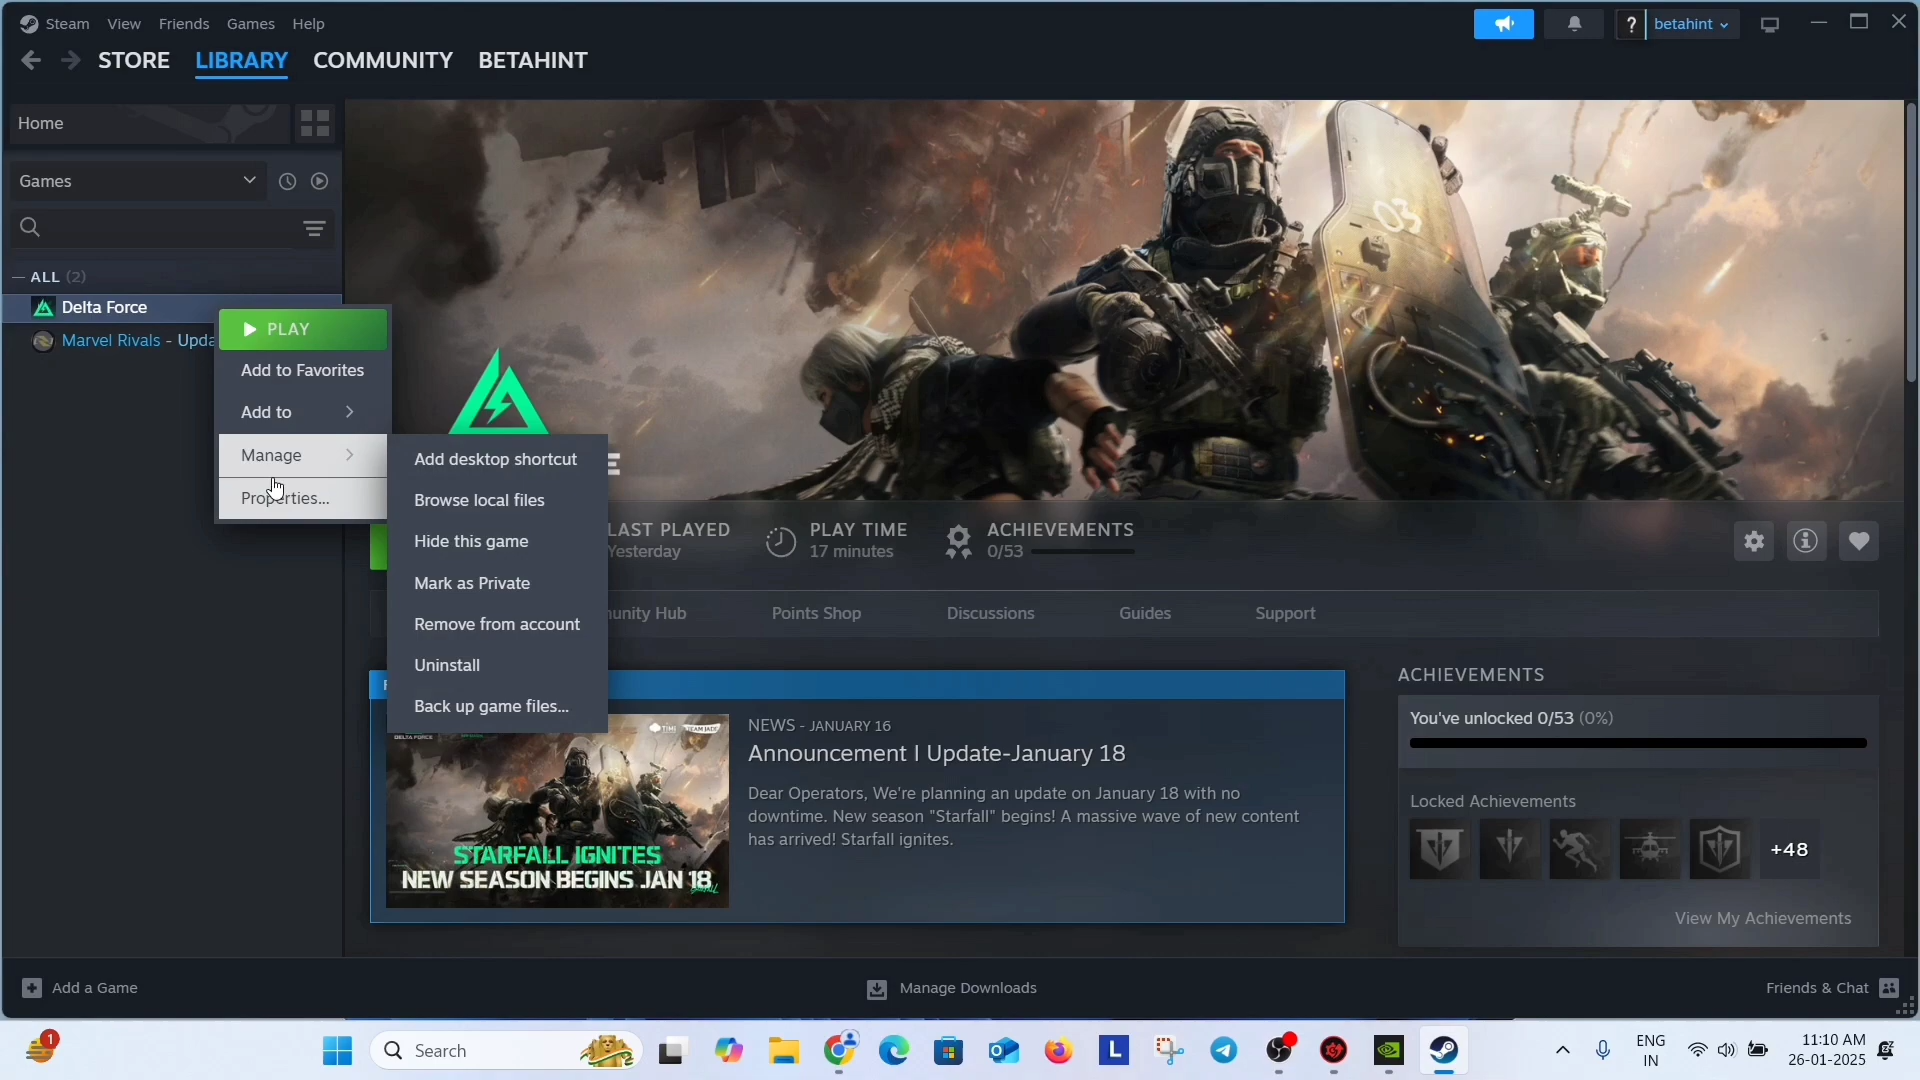 Steam View Friends Games Help
? betahint
STORE LIBRARY COMMUNITY BETAHINT
Home
Games
— ALL (2)
Delta Force
Marvel Rivals - Upda
PLAY
Add to Favorites
Add to
Manage
Properties...
Add desktop shortcut
Browse local files
Hide this game
Mark as Private
Remove from account
Uninstall
Back up game files...
03
E
LAST PLAYED
Yesterday
PLAY TIME
17 minutes
ACHIEVEMENTS
0/53
unity Hub Points Shop Discussions Guides Support
TEAM JADE
DELTA FORCE
STARFALL IGNITES
NEW SEASON BEGINS JAN 18
NEWS - JANUARY 16
Announcement I Update-January 18
Dear Operators, We're planning an update on January 18 with no
downtime. New season "Starfall" begins! A massive wave of new content
has arrived! Starfall ignites.
ACHIEVEMENTS
You've unlocked 0/53 (0%)
Locked Achievements
+48
View My Achievements
Add a Game
Manage Downloads
Friends & Chat
1
Search
L
ENG
IN
11:10 AM
26-01-2025